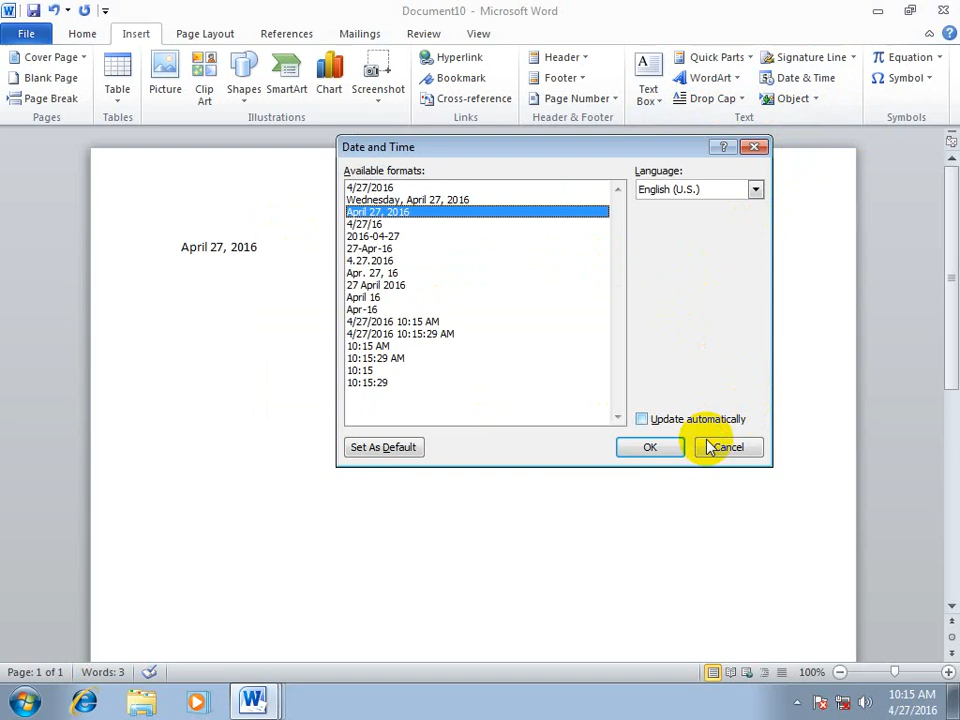 Document10 - Microsoft Word
File Home Insert Page Layout References Mailings Review View
Cover Page
Blank Page
Page Break
Pages
Table
Tables
Picture
Clip Art
Shapes
SmartArt
Chart
Screenshot
Illustrations
Hyperlink
Bookmark
Cross-reference
Links
Header
Footer
Page Number
Header & Footer
A
Text Box
Quick Parts
WordArt
Drop Cap
Signature Line
Date & Time
Object
Text
π Equation
Ω Symbol
Symbols
Date and Time
Available formats:
4/27/2016
Wednesday, April 27, 2016
April 27, 2016
4/27/16
2016-04-27
27-Apr-16
4.27.2016
Apr. 27, 16
27 April 2016
April 16
Apr-16
4/27/2016 10:15 AM
4/27/2016 10:15:29 AM
10:15 AM
10:15:29 AM
10:15
10:15:29
Language:
English (U.S.)
Update automatically
Set As Default
OK
Cancel
April 27, 2016
Page: 1 of 1 Words: 3
100%
10:15 AM
4/27/2016